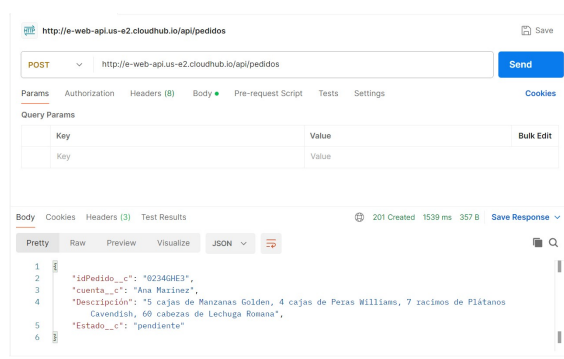 HTTP http://e-web-api.us-e2.cloudhub.io/api/pedidos Save
POST http://e-web-api.us-e2.cloudhub.io/api/pedidos Send
Params Authorization Headers (8) Body Pre-request Script Tests Settings Cookies
Query Params
Key Value Bulk Edit
Key Value
Body Cookies Headers (3) Test Results 201 Created 1539 ms 357 B Save Response
Pretty Raw Preview Visualize JSON
1 {
2 "idPedido__c": "0234GHE3",
3 "cuenta__c": "Ana Marinez",
4 "Descripción": "5 cajas de Manzanas Golden, 4 cajas de Peras Williams, 7 racimos de Plátanos
Cavendish, 60 cabezas de Lechuga Romana",
5 "Estado__c": "pendiente"
6 }